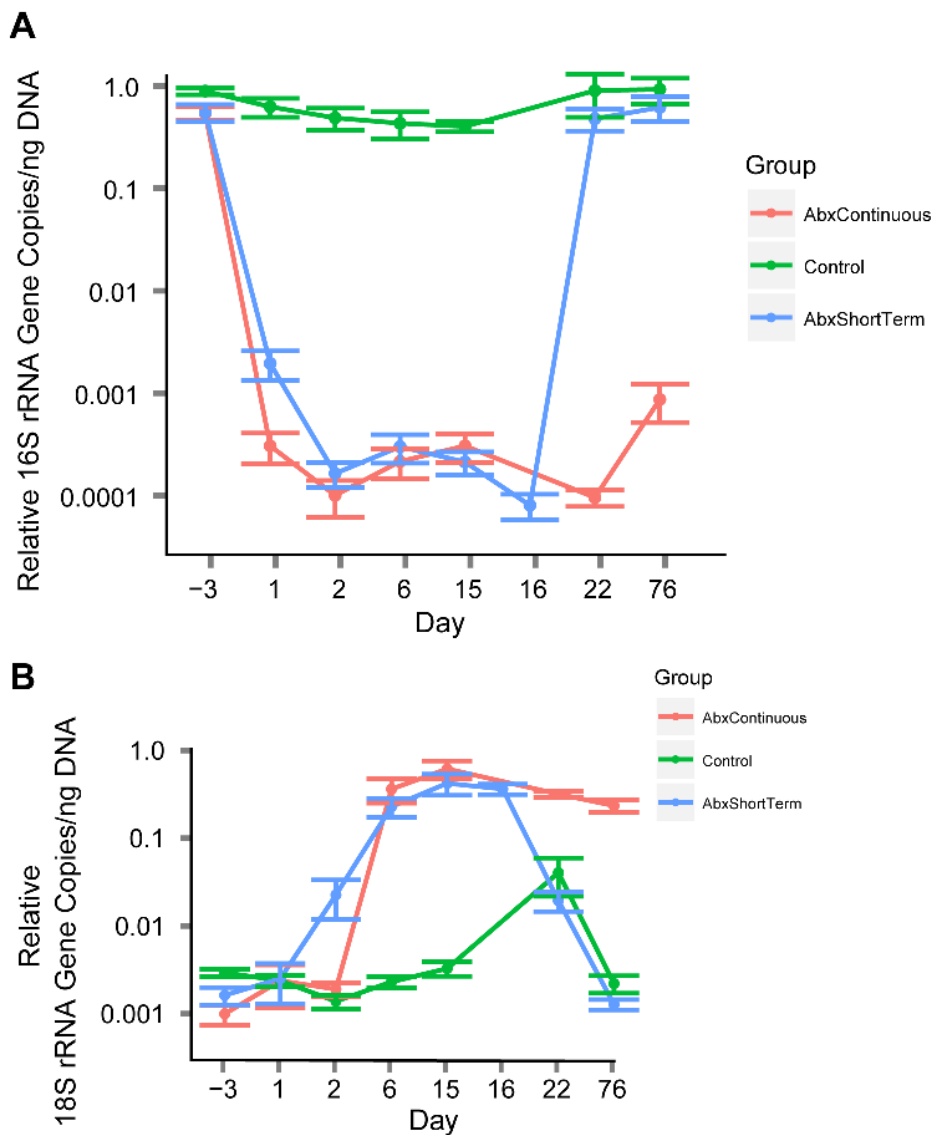 A
Relative 16S rRNA Gene Copies/ng DNA
1.0
0.1
0.01
0.001
0.0001
−3 1 2 6 15 16 22 76
Day
Group
AbxContinuous
Control
AbxShortTerm
B
Relative
18S rRNA Gene Copies/ng DNA
1.0
0.1
0.01
0.001
−3 1 2 6 15 16 22 76
Day
Group
AbxContinuous
Control
AbxShortTerm